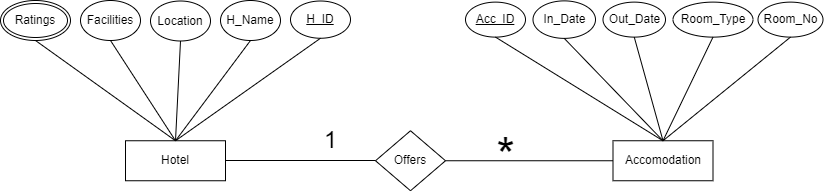 Ratings
Facilities
Location
H_Name
H_ID
Acc_ID
In_Date
Out_Date
Room_Type
Room_No
1
*
Hotel
Offers
Accomodation